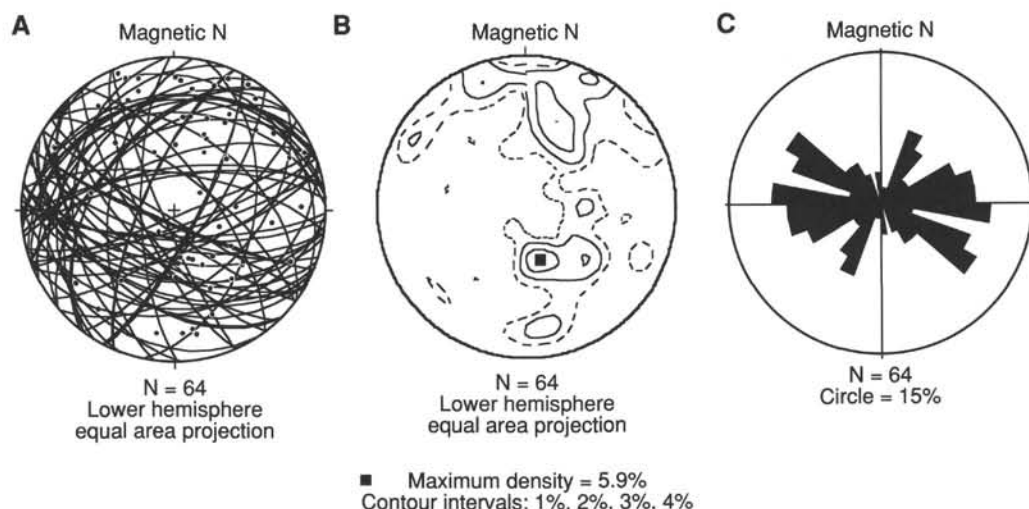 A
Magnetic N
N = 64
Lower hemisphere
equal area projection
B
Magnetic N
N = 64
Lower hemisphere
equal area projection
C
Magnetic N
N = 64
Circle = 15%
■ Maximum density = 5.9%
Contour intervals: 1%, 2%, 3%, 4%